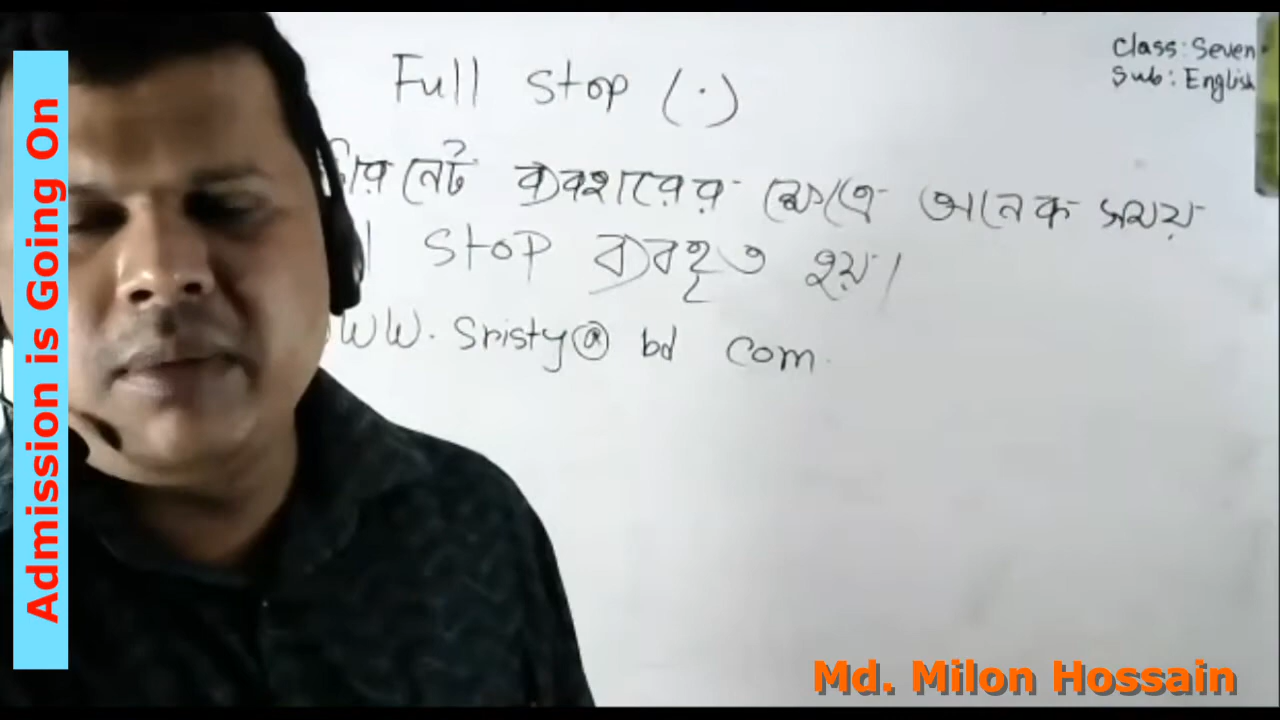 Admission is Going On
Class: Seven
Sub: English
Full Stop (.)
নেট ব্যবহারের ক্ষেত্রে অনেক সময়
Stop ব্যবহৃত হয়।
WW. Sristy@ bd com.
Md. Milon Hossain